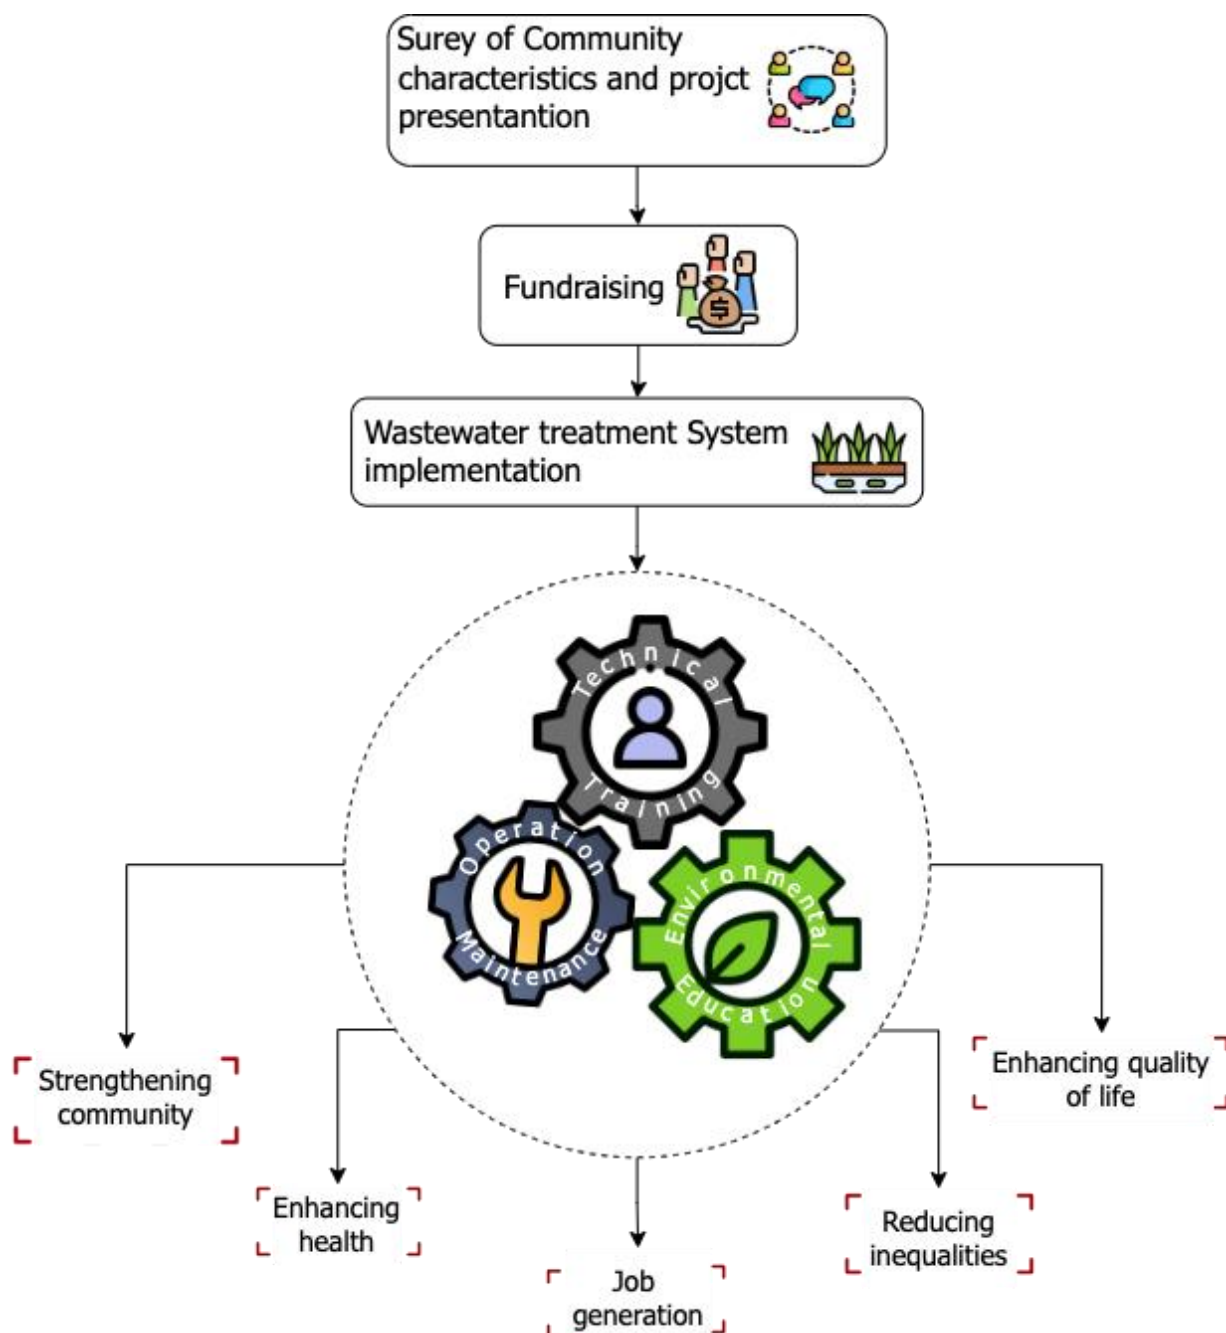 Surey of Community
characteristics and projct
presentantion
Fundraising
$
Wastewater treatment System
implementation
Technical
Training
Operation
Maintenance
Environmental
Education
Strengthening
community
Enhancing
health
Job
generation
Reducing
inequalities
Enhancing quality
of life